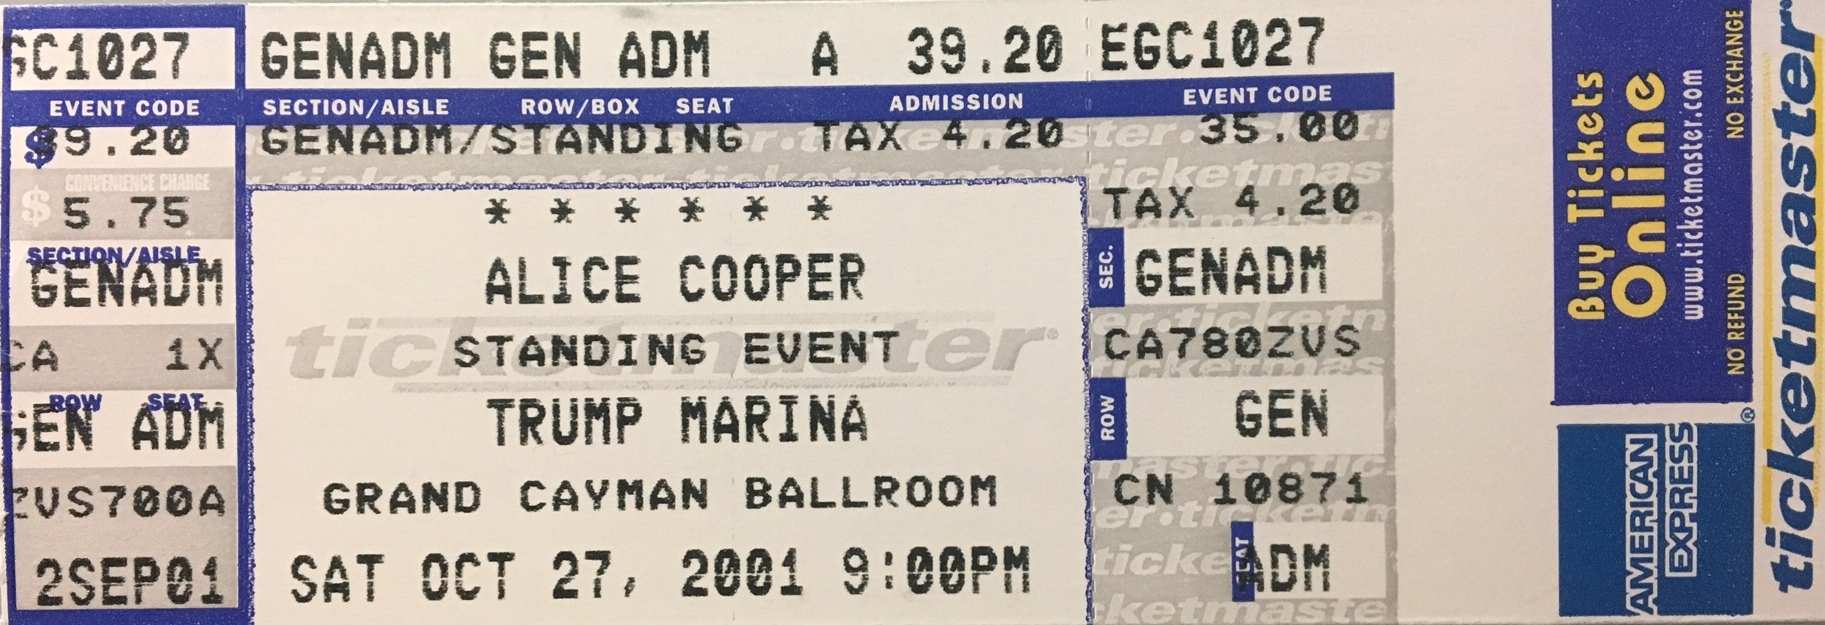 GC1027
EVENT CODE
$39.20
CONVENIENCE CHARGE
$ 5.75
SECTION/AISLE
GENADM
CA 1X
ROW SEAT
GEN ADM
ZVS700A
2SEP01
GENADM GEN ADM A 39.20
SECTION/AISLE ROW/BOX SEAT ADMISSION
GENADM/STANDING TAX 4.20
* * * * * *
ALICE COOPER
ticketmaster
STANDING EVENT
TRUMP MARINA
GRAND CAYMAN BALLROOM
SAT OCT 27, 2001 9:00PM
EGC1027
EVENT CODE
35.00
TAX 4.20
SEC. GENADM
CA780ZVS
ROW GEN
CN 10871
SEAT ADM
Buy Tickets
Online
www.ticketmaster.com
NO REFUND NO EXCHANGE
AMERICAN
EXPRESS
ticketmaster®